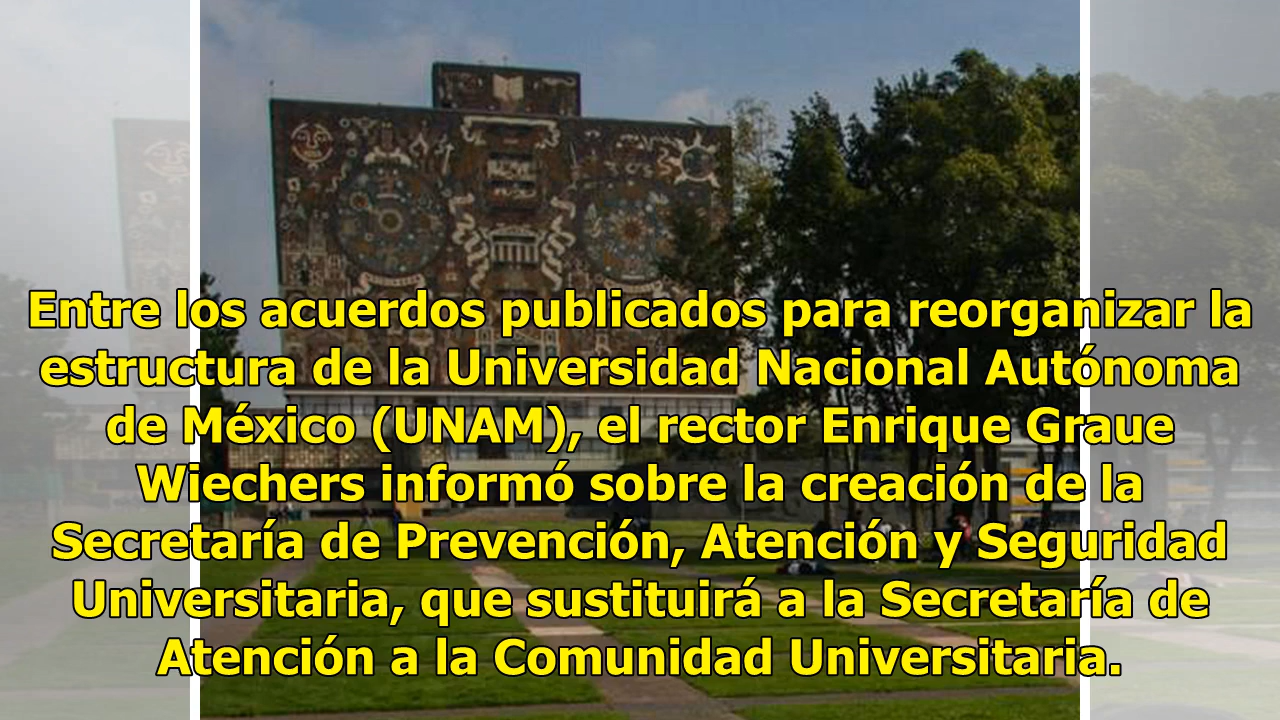 Entre los acuerdos publicados para reorganizar la
estructura de la Universidad Nacional Autónoma
de México (UNAM), el rector Enrique Graue
Wiechers informó sobre la creación de la
Secretaría de Prevención, Atención y Seguridad
Universitaria, que sustituirá a la Secretaría de
Atención a la Comunidad Universitaria.